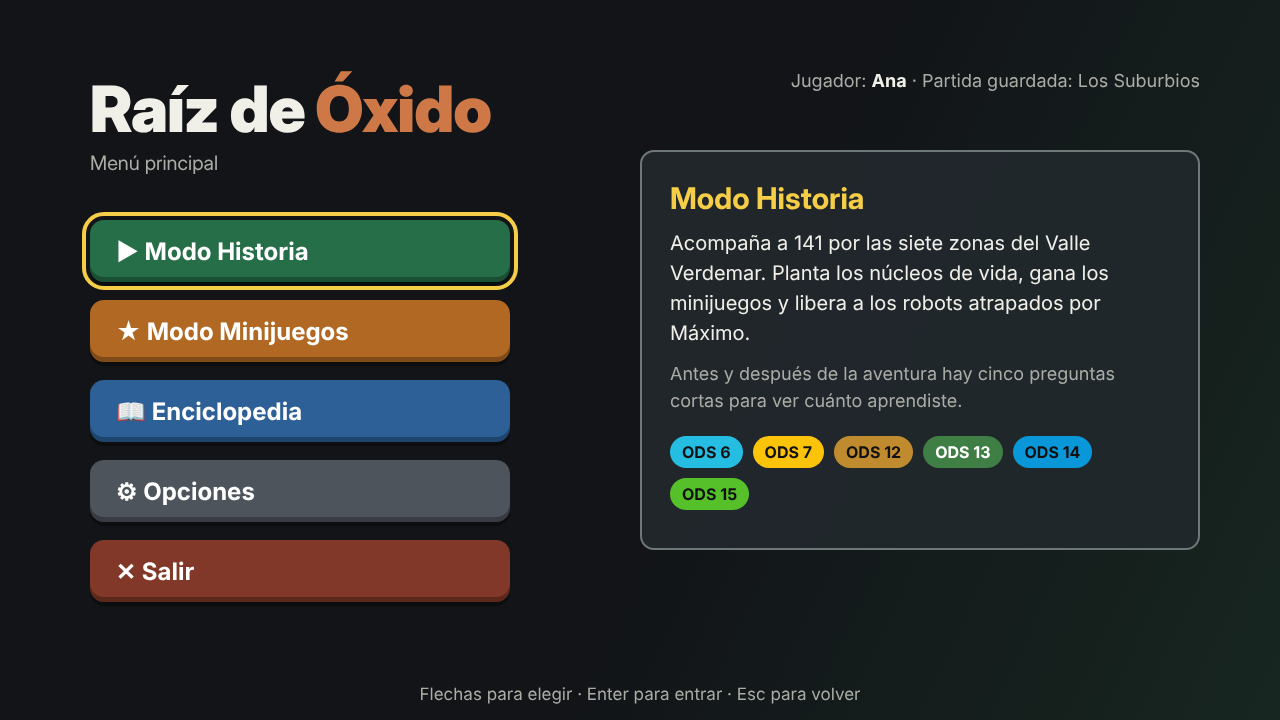 Raíz de Óxido
Menú principal
▶ Modo Historia
★ Modo Minijuegos
📖 Enciclopedia
⚙ Opciones
✕ Salir
Jugador: Ana · Partida guardada: Los Suburbios
Modo Historia
Acompaña a 141 por las siete zonas del Valle
Verdemar. Planta los núcleos de vida, gana los
minijuegos y libera a los robots atrapados por
Máximo.
Antes y después de la aventura hay cinco preguntas
cortas para ver cuánto aprendiste.
ODS 6 ODS 7 ODS 12 ODS 13 ODS 14
ODS 15
Flechas para elegir · Enter para entrar · Esc para volver